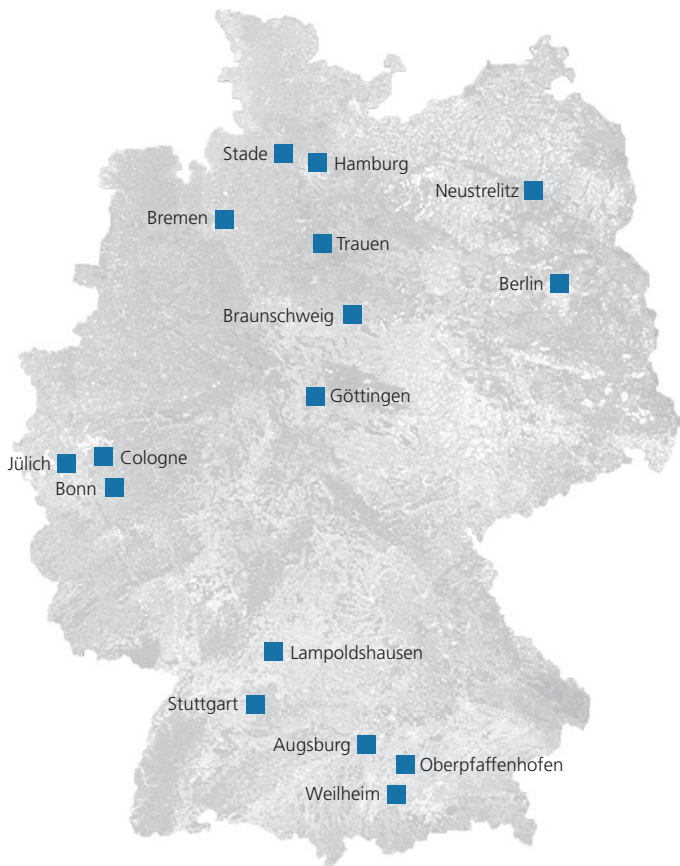 Stade
Hamburg
Neustrelitz
Bremen
Trauen
Berlin
Braunschweig
Göttingen
Cologne
Jülich
Bonn
Lampoldshausen
Stuttgart
Augsburg
Oberpfaffenhofen
Weilheim